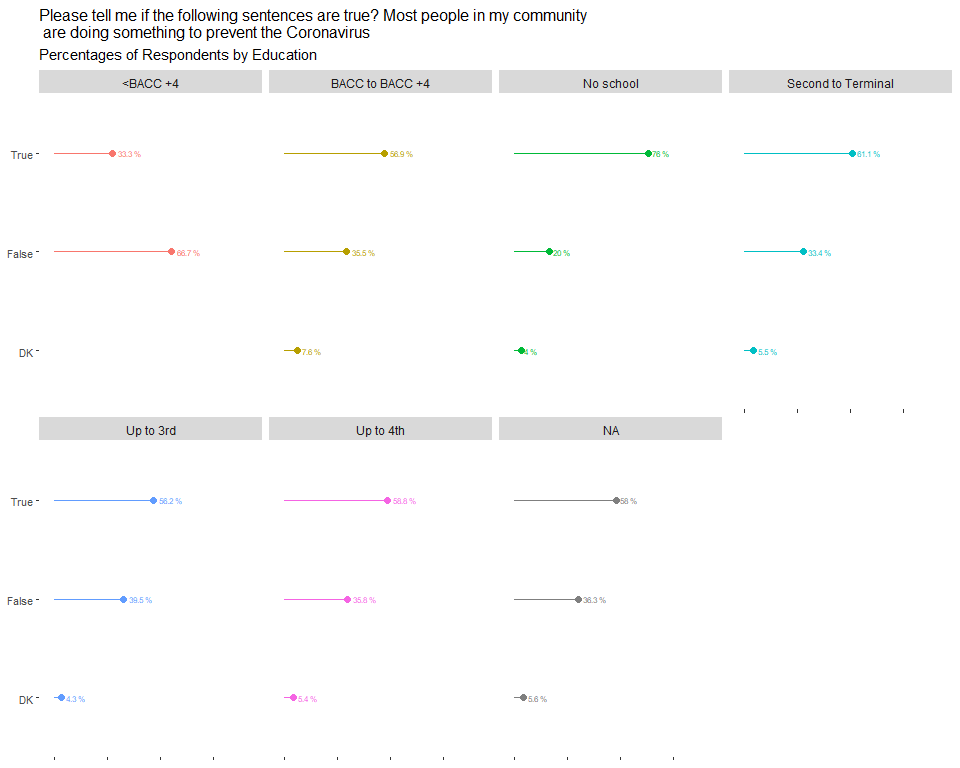 Please tell me if the following sentences are true? Most people in my community
are doing something to prevent the Coronavirus
Percentages of Respondents by Education
<BACC +4
BACC to BACC +4
No school
Second to Terminal
True
33.3 %
56.9 %
76 %
61.1 %
False
66.7 %
35.5 %
20 %
33.4 %
DK
7.6 %
4 %
5.5 %
Up to 3rd
Up to 4th
NA
True
56.2 %
58.8 %
58 %
False
39.5 %
35.8 %
36.3 %
DK
4.3 %
5.4 %
5.6 %